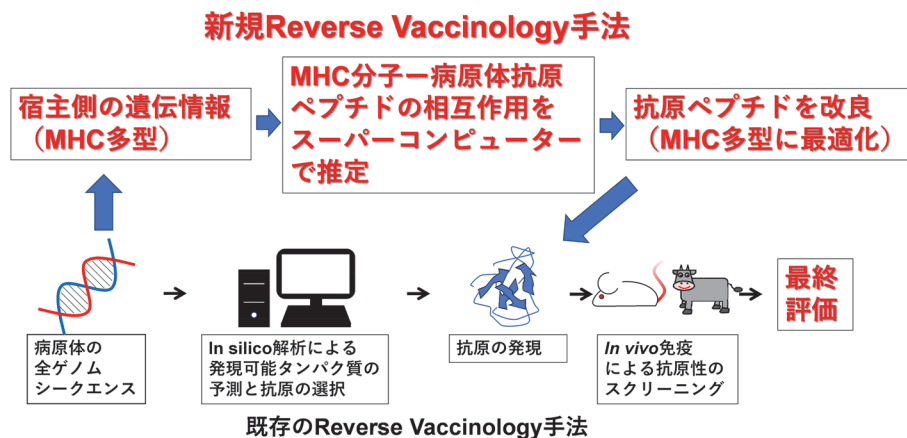 新規Reverse Vaccinology手法
宿主側の遺伝情報
(MHC多型)
MHC分子ー病原体抗原
ペプチドの相互作用を
スーパーコンピューター
で推定
抗原ペプチドを改良
(MHC多型に最適化)
病原体の
全ゲノム
シークエンス
In silico解析による
発現可能タンパク質の
予測と抗原の選択
抗原の発現
In vivo免疫
による抗原性の
スクリーニング
最終
評価
既存のReverse Vaccinology手法